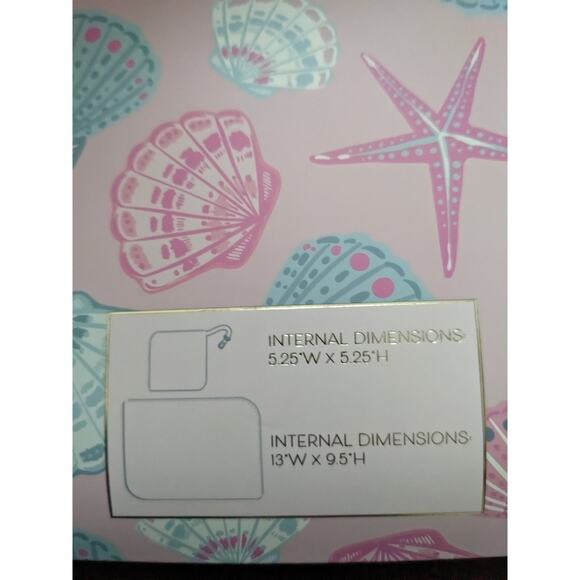 INTERNAL DIMENSIONS:
5.25"W X 5.25"H
INTERNAL DIMENSIONS:
13"W X 9.5"H